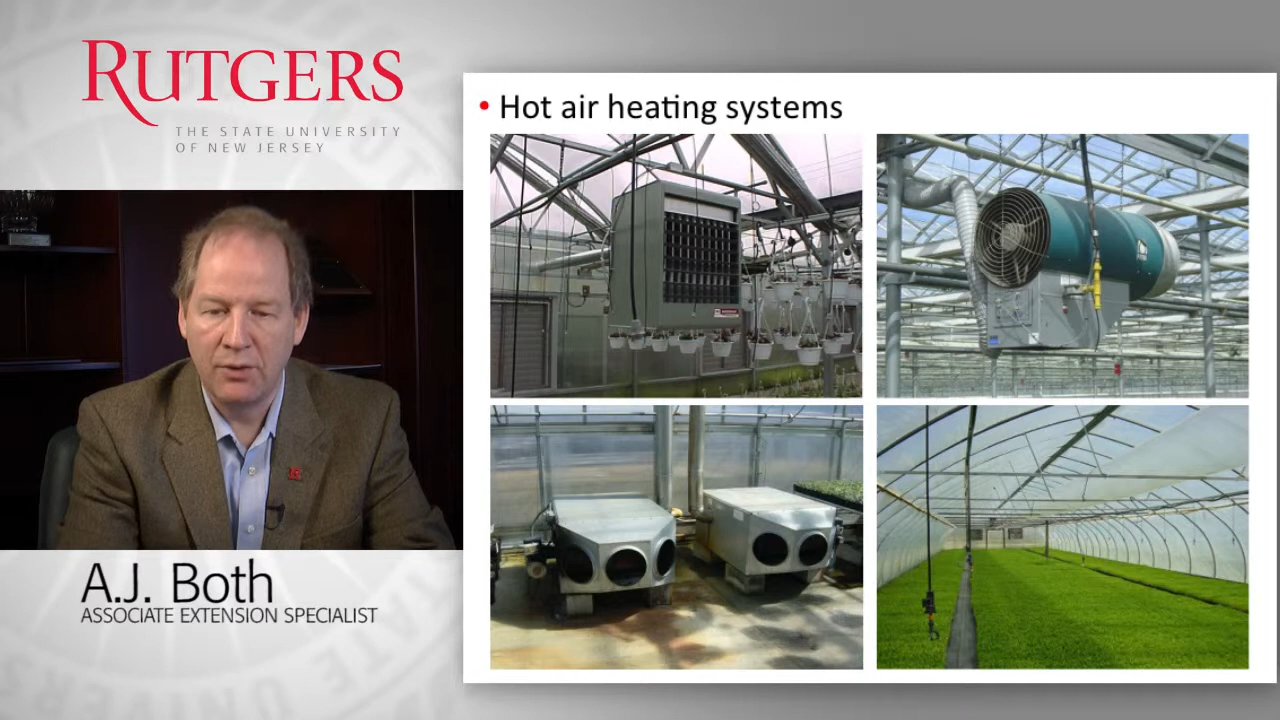 RUTGERS
THE STATE UNIVERSITY
OF NEW JERSEY
A.J. Both
ASSOCIATE EXTENSION SPECIALIST
• Hot air heating systems